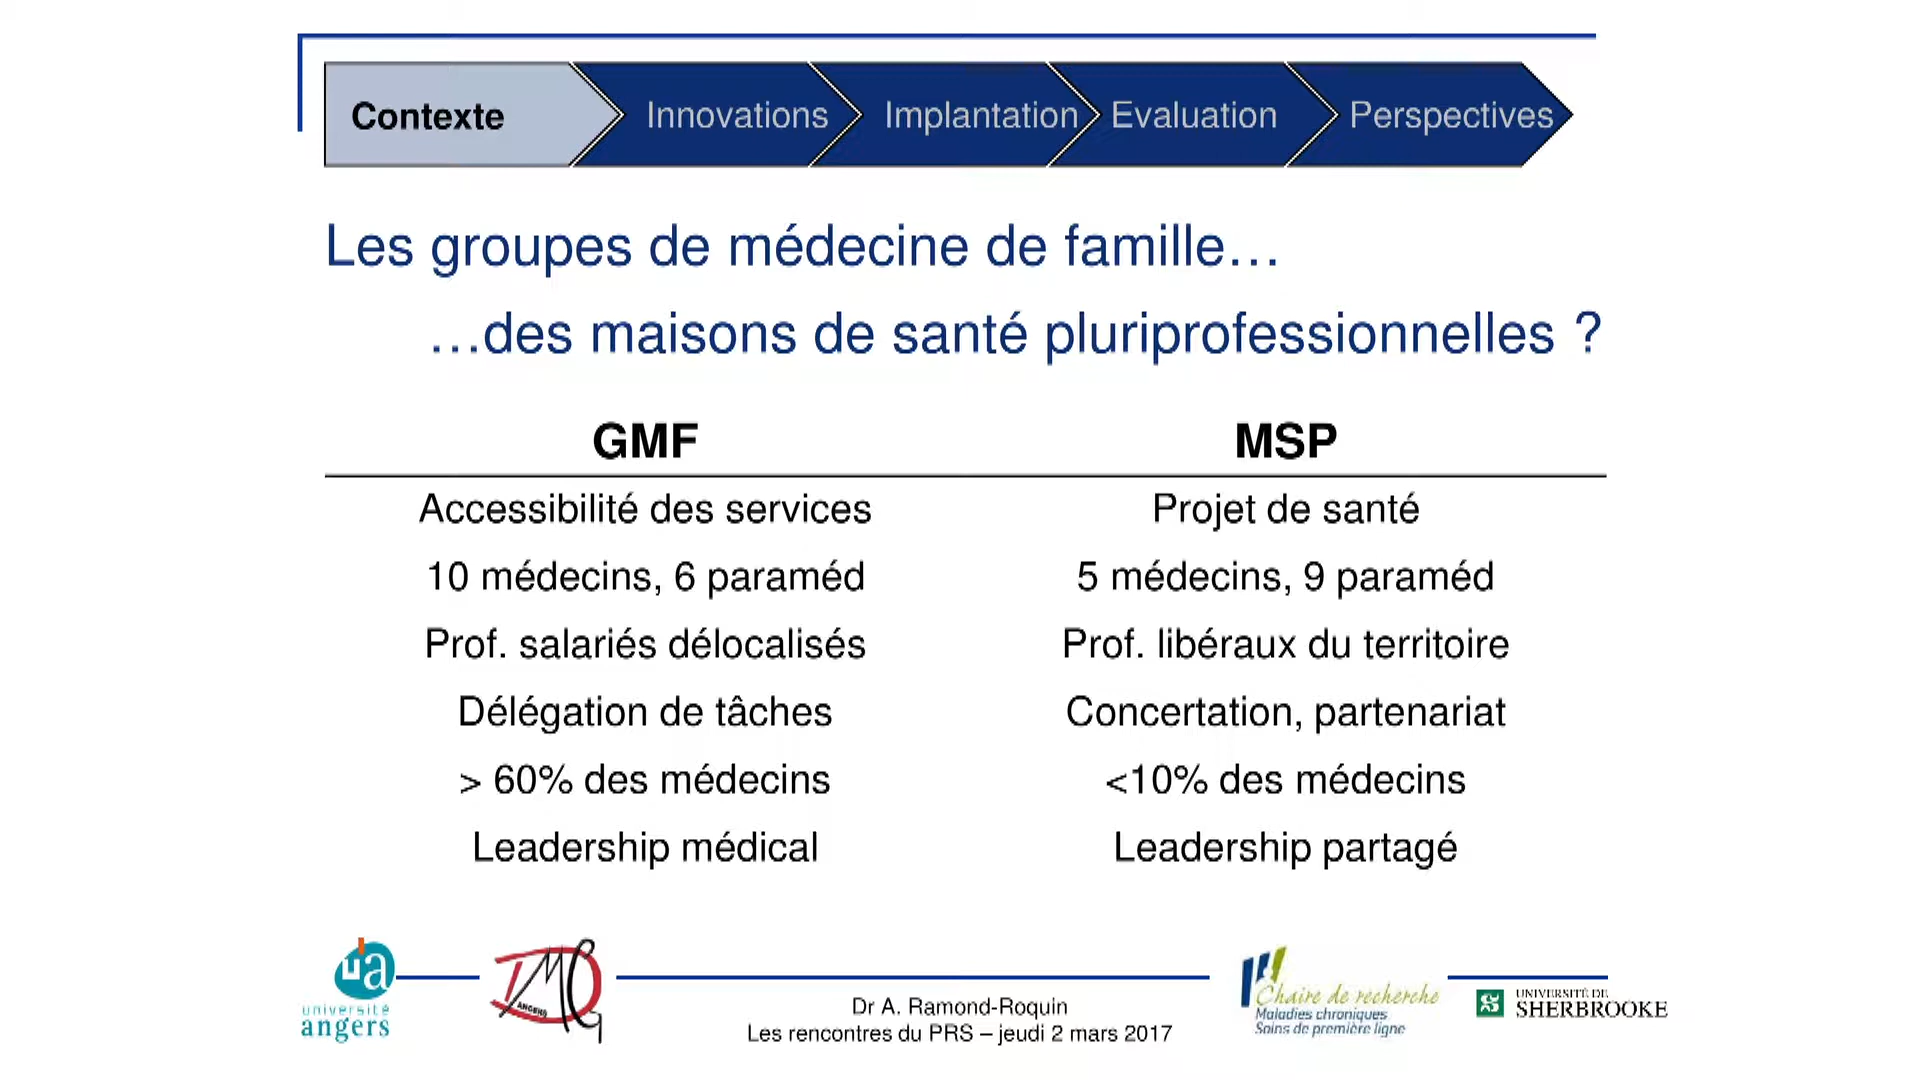 Contexte
Innovations
Implantation
Evaluation
Perspectives
Les groupes de médecine de famille…
…des maisons de santé pluriprofessionnelles ?
GMF
MSP
Accessibilité des services
Projet de santé
10 médecins, 6 paraméd
5 médecins, 9 paraméd
Prof. salariés délocalisés
Prof. libéraux du territoire
Délégation de tâches
Concertation, partenariat
> 60% des médecins
<10% des médecins
Leadership médical
Leadership partagé
ua
université
angers
DMG
ANGERS
Dr A. Ramond-Roquin
Les rencontres du PRS – jeudi 2 mars 2017
Chaire de recherche
Maladies chroniques
Soins de première ligne
UNIVERSITÉ DE
SHERBROOKE